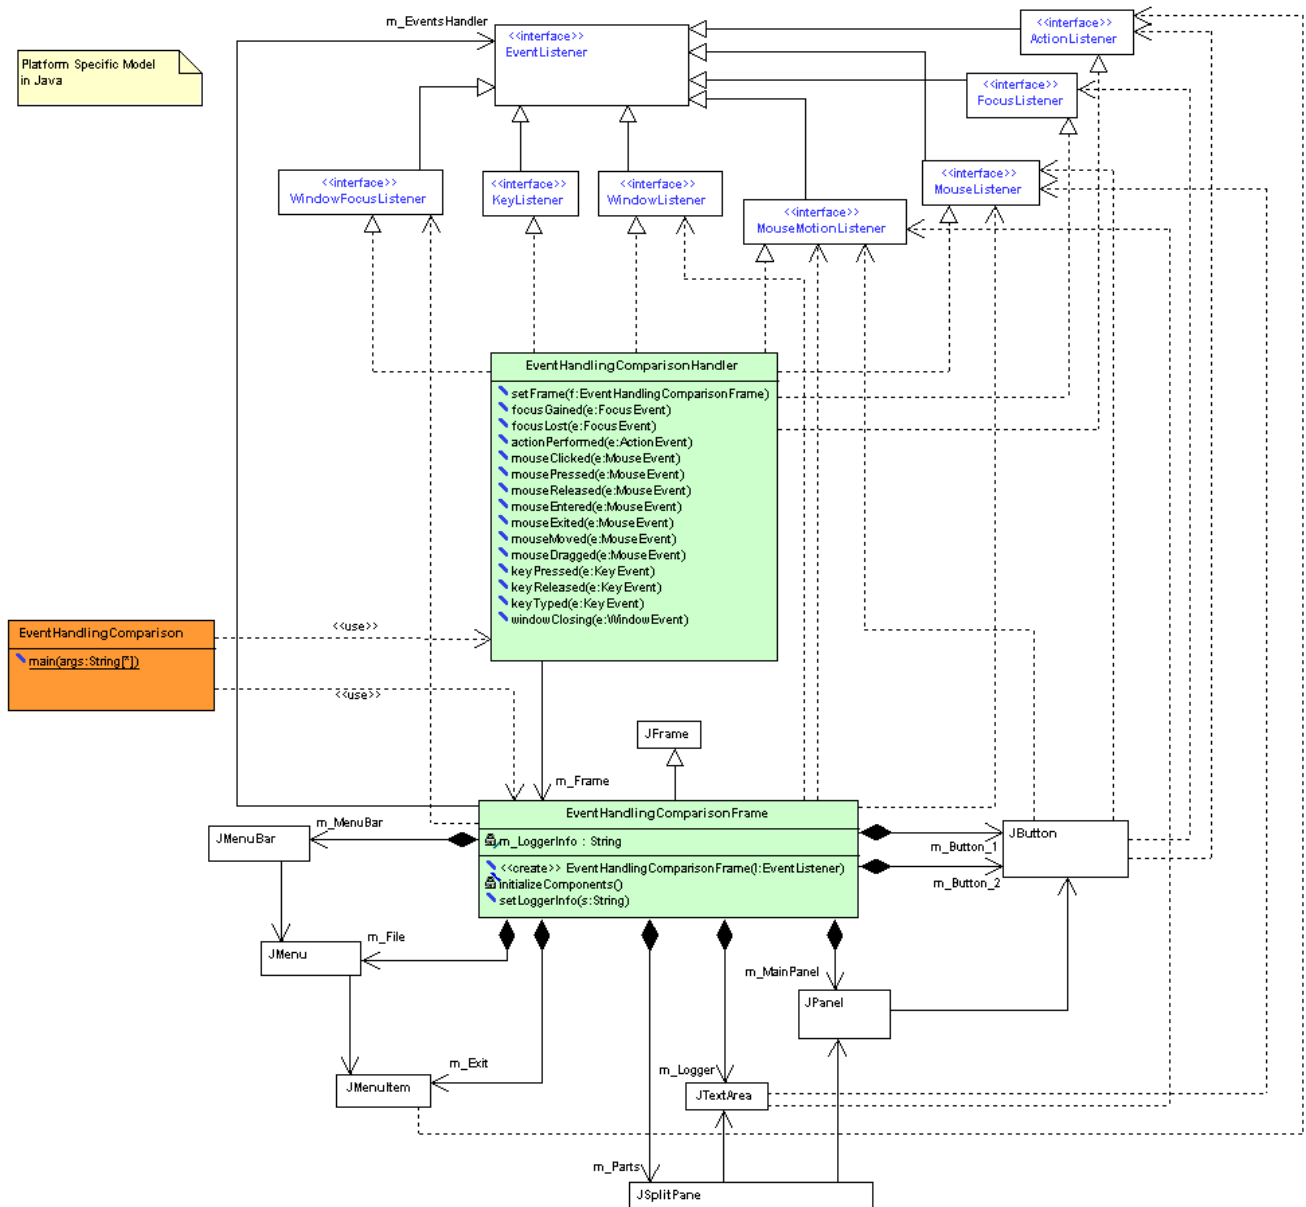 m_EventsHandler
<<interface>>
EventListener
<<interface>>
ActionListener
Platform Specific Model
in Java
<<interface>>
FocusListener
<<interface>>
WindowFocusListener
<<interface>>
KeyListener
<<interface>>
WindowListener
<<interface>>
MouseListener
<<interface>>
MouseMotionListener
EventHandlingComparisonHandler
setFrame(f:EventHandlingComparisonFrame)
focusGained(e:FocusEvent)
focusLost(e:FocusEvent)
actionPerformed(e:ActionEvent)
mouseClicked(e:MouseEvent)
mousePressed(e:MouseEvent)
mouseReleased(e:MouseEvent)
mouseEntered(e:MouseEvent)
mouseExited(e:MouseEvent)
mouseMoved(e:MouseEvent)
mouseDragged(e:MouseEvent)
keyPressed(e:KeyEvent)
keyReleased(e:KeyEvent)
keyTyped(e:KeyEvent)
windowClosing(e:WindowEvent)
EventHandlingComparison
main(args:String[*])
<<use>>
<<use>>
JFrame
m_Frame
EventHandlingComparisonFrame
m_LoggerInfo : String
<<create>> EventHandlingComparisonFrame(l:EventListener)
initializeComponents()
setLoggerInfo(s:String)
m_MenuBar
JMenuBar
JButton
m_Button_1
m_Button_2
m_File
JMenu
m_MainPanel
JPanel
m_Exit
JMenuItem
m_Logger
JTextArea
m_Parts
JSplitPane